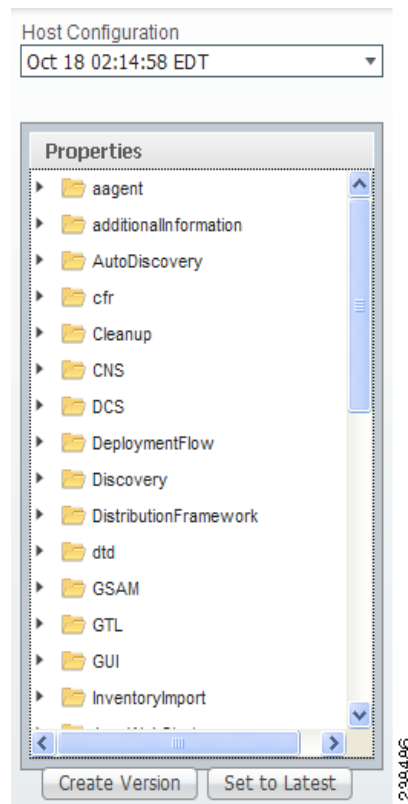 Host Configuration
Oct 18 02:14:58 EDT
Properties
aagent
additionalInformation
AutoDiscovery
cfr
Cleanup
CNS
DCS
DeploymentFlow
Discovery
DistributionFramework
dtd
GSAM
GTL
GUI
InventoryImport
Create Version
Set to Latest